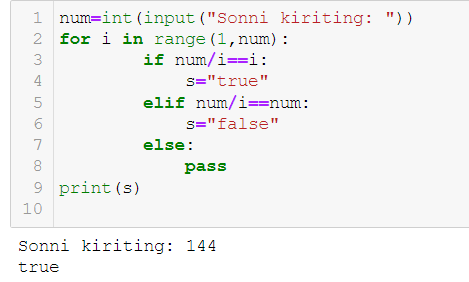 1 num=int(input("Sonni kiriting: "))
2 for i in range(1,num):
3         if num/i==i:
4             s="true"
5         elif num/i==num:
6             s="false"
7         else:
8             pass
9 print(s)
10
Sonni kiriting: 144
true